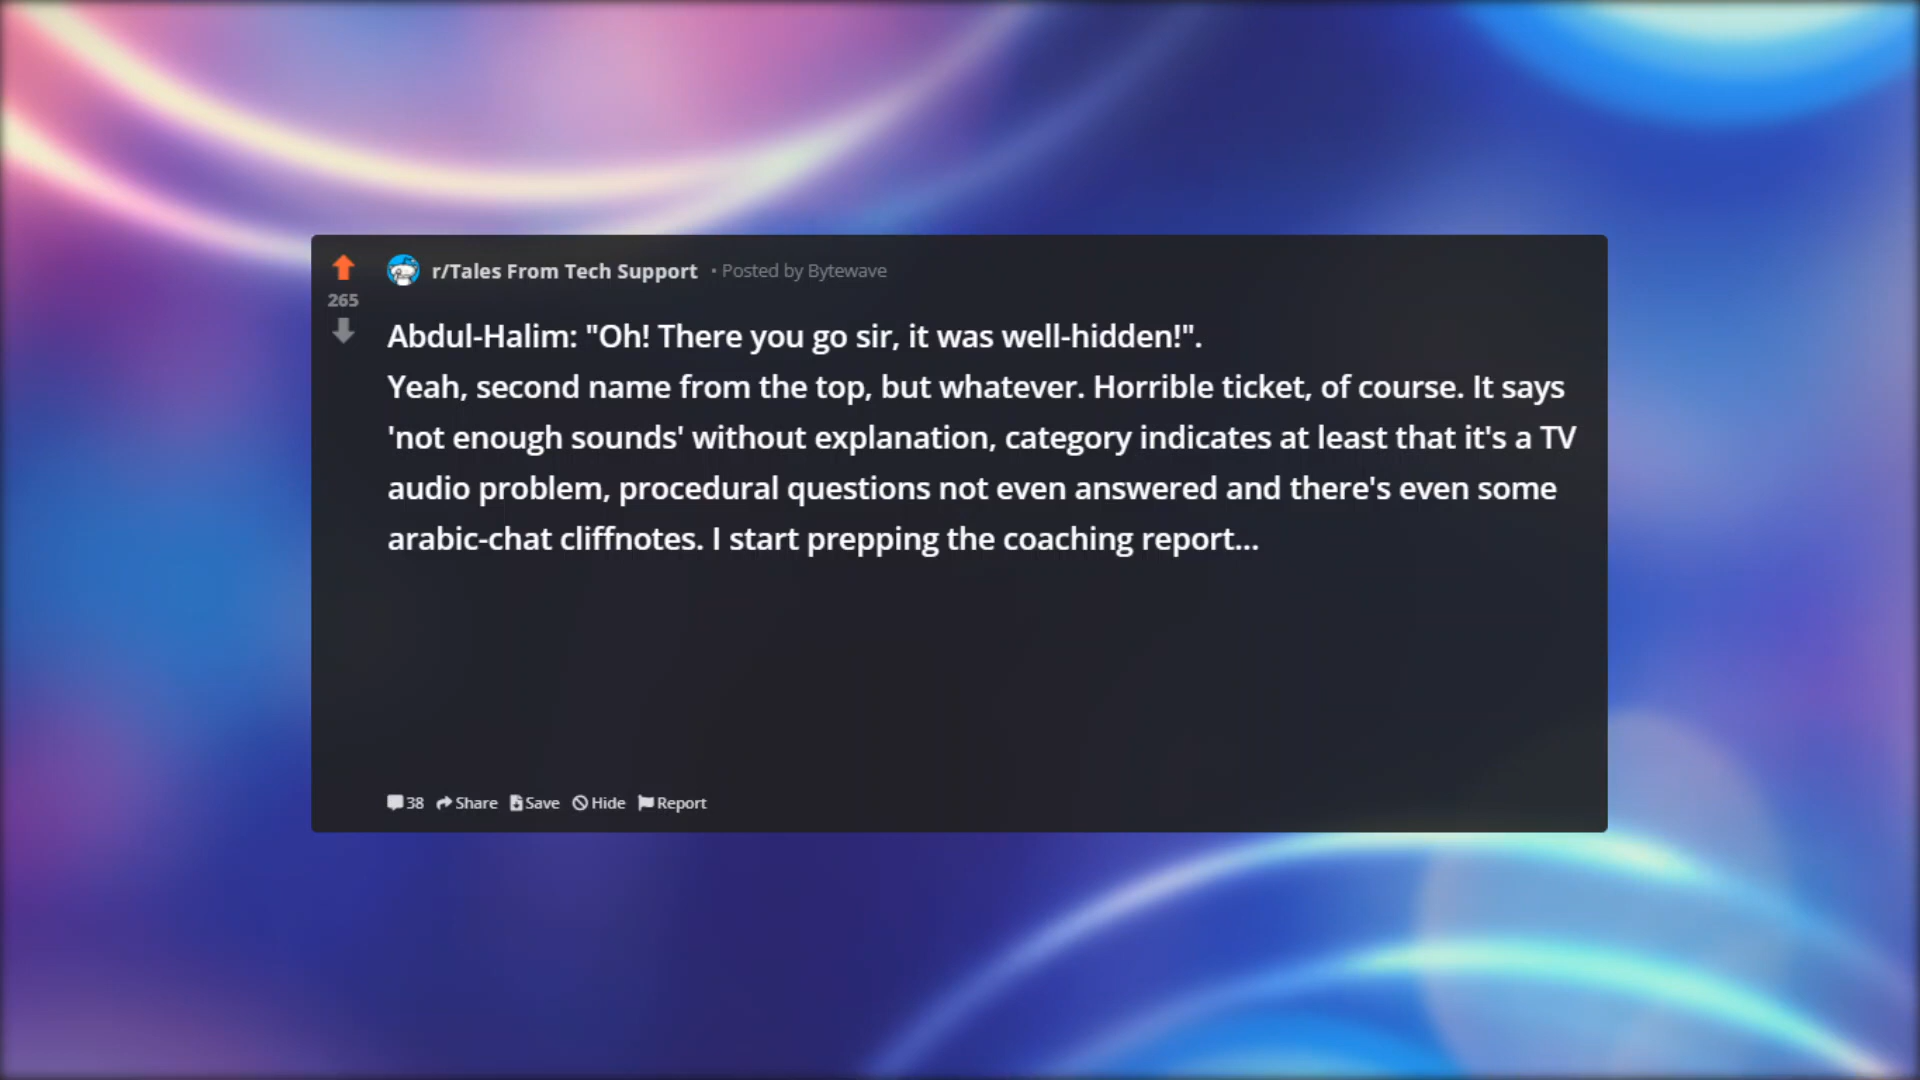 r/Tales From Tech Support • Posted by Bytewave
265
Abdul-Halim: "Oh! There you go sir, it was well-hidden!".
Yeah, second name from the top, but whatever. Horrible ticket, of course. It says
'not enough sounds' without explanation, category indicates at least that it's a TV
audio problem, procedural questions not even answered and there's even some
arabic-chat cliffnotes. I start prepping the coaching report...
38 Share Save Hide Report